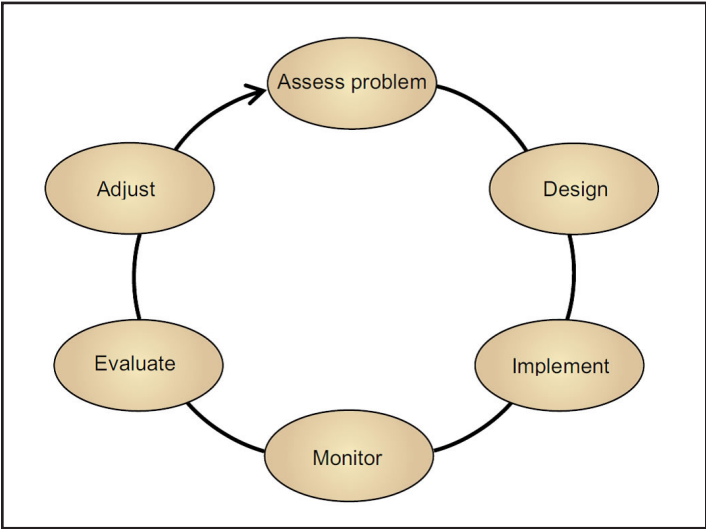 Assess problem
Design
Implement
Monitor
Evaluate
Adjust